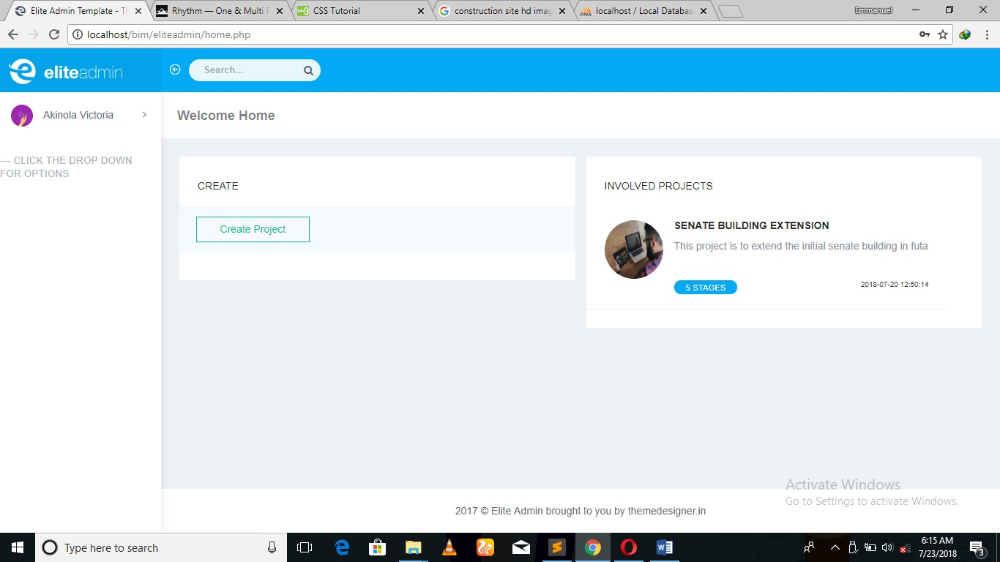 Elite Admin Template - Th
Rhythm — One & Multi P
CSS Tutorial
construction site hd imag
localhost / Local Databas
Emmanuel
localhost/bim/eliteadmin/home.php
eliteadmin
Search...
Akinola Victoria
Welcome Home
--- CLICK THE DROP DOWN
FOR OPTIONS
CREATE
Create Project
INVOLVED PROJECTS
SENATE BUILDING EXTENSION
This project is to extend the initial senate building in futa
5 STAGES
2018-07-20 12:50:14
Activate Windows
Go to Settings to activate Windows.
2017 © Elite Admin brought to you by themedesigner.in
Type here to search
6:15 AM
7/23/2018
3